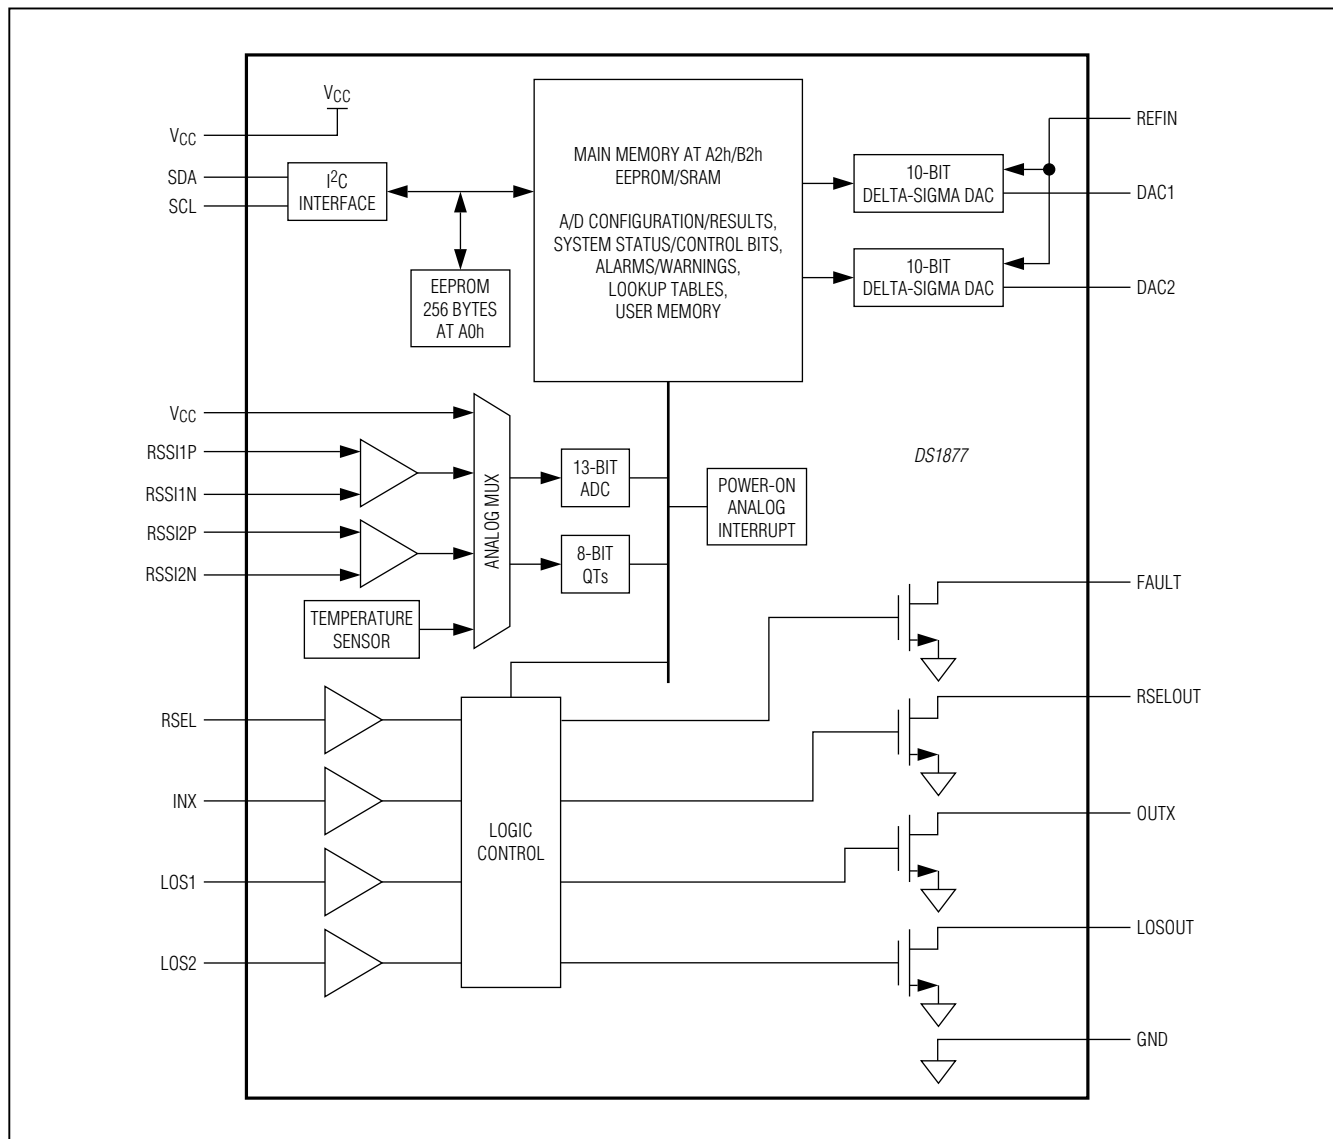 VCC
VCC
SDA
SCL
I2C
INTERFACE
EEPROM
256 BYTES
AT A0h
MAIN MEMORY AT A2h/B2h
EEPROM/SRAM
A/D CONFIGURATION/RESULTS,
SYSTEM STATUS/CONTROL BITS,
ALARMS/WARNINGS,
LOOKUP TABLES,
USER MEMORY
10-BIT
DELTA-SIGMA DAC
10-BIT
DELTA-SIGMA DAC
REFIN
DAC1
DAC2
VCC
RSSI1P
RSSI1N
RSSI2P
RSSI2N
TEMPERATURE
SENSOR
ANALOG MUX
13-BIT
ADC
8-BIT
QTs
POWER-ON
ANALOG
INTERRUPT
DS1877
RSEL
INX
LOS1
LOS2
LOGIC
CONTROL
FAULT
RSELOUT
OUTX
LOSOUT
GND